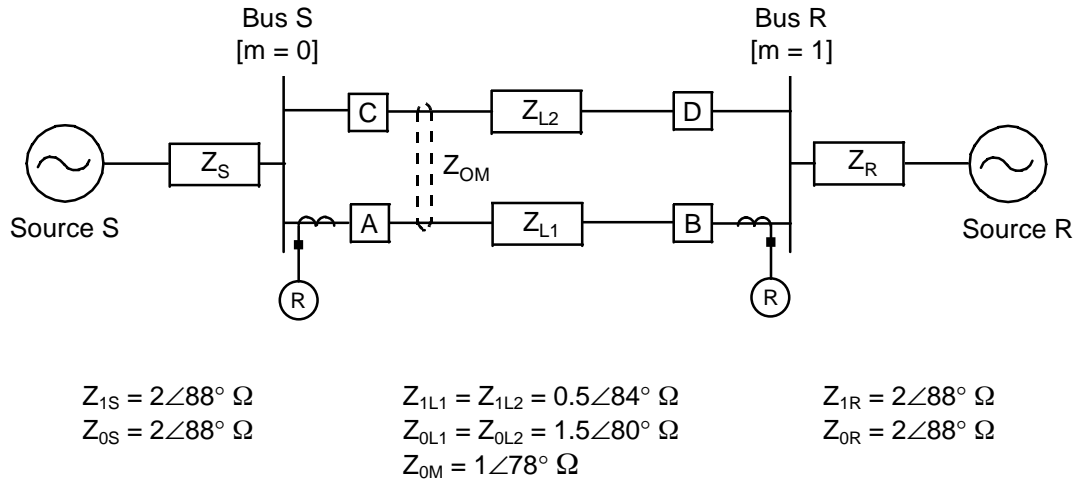 Bus S
[m = 0]
Bus R
[m = 1]
C
Z_L2
D
Z_S
Z_OM
Z_R
Source S
A
Z_L1
B
Source R
R
R
Z_1S = 2∠88° Ω
Z_0S = 2∠88° Ω
Z_1L1 = Z_1L2 = 0.5∠84° Ω
Z_0L1 = Z_0L2 = 1.5∠80° Ω
Z_0M = 1∠78° Ω
Z_1R = 2∠88° Ω
Z_0R = 2∠88° Ω